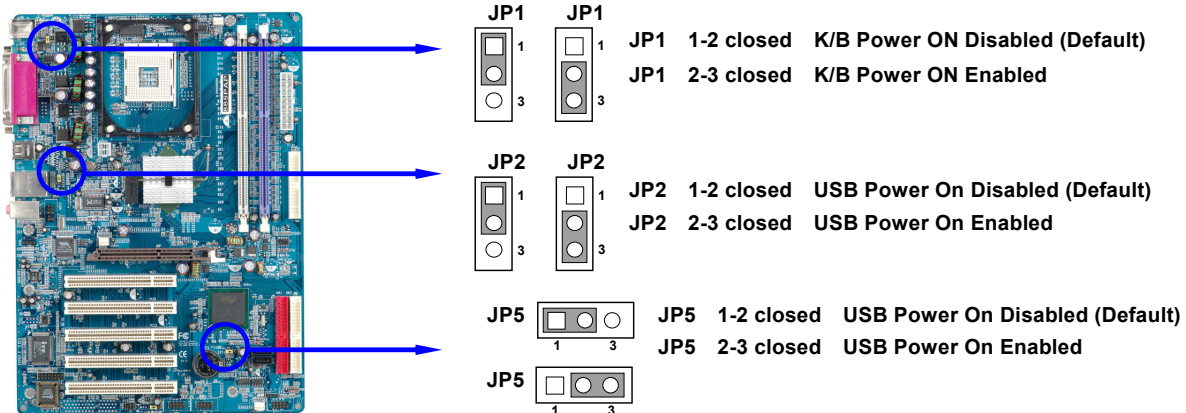 JP1 JP1
1 1
3 3
JP1 1-2 closed K/B Power ON Disabled (Default)
JP1 2-3 closed K/B Power ON Enabled
JP2 JP2
1 1
3 3
JP2 1-2 closed USB Power On Disabled (Default)
JP2 2-3 closed USB Power On Enabled
JP5
1 3
JP5 1-2 closed USB Power On Disabled (Default)
JP5 2-3 closed USB Power On Enabled
JP5
1 3